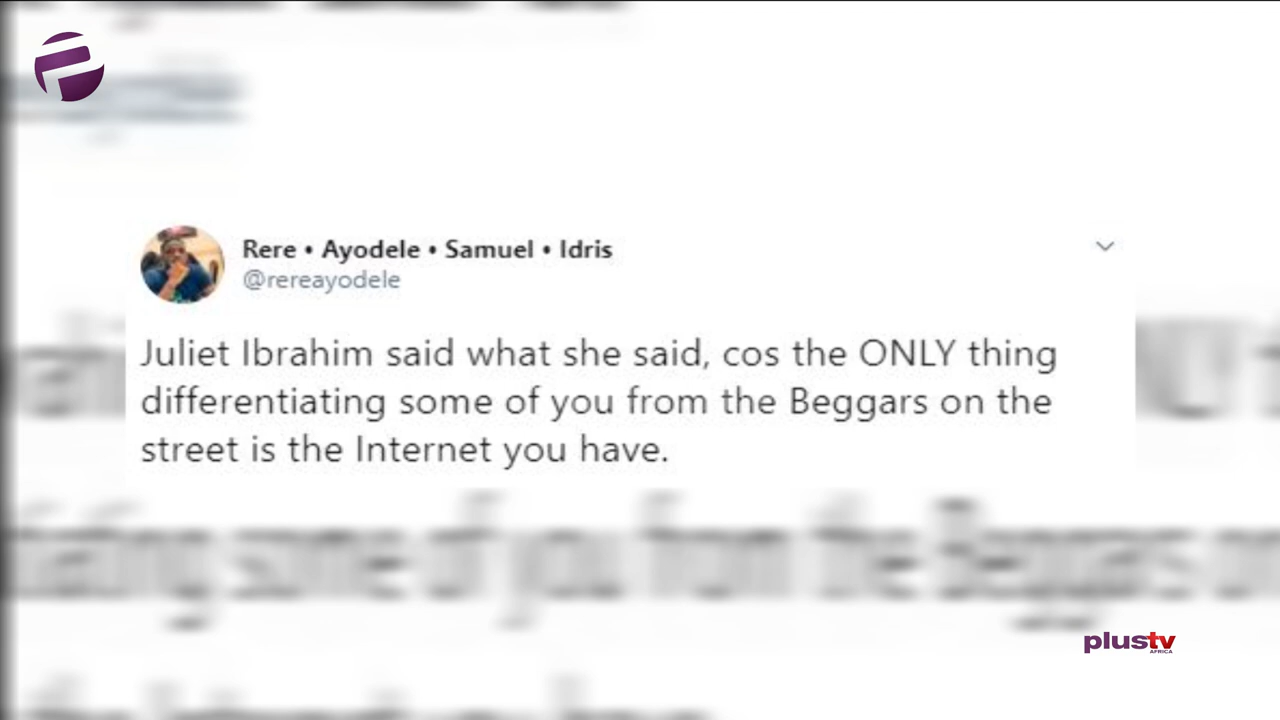 Rere • Ayodele • Samuel • Idris
@rereayodele
Juliet Ibrahim said what she said, cos the ONLY thing
differentiating some of you from the Beggars on the
street is the Internet you have.
plustv
AFRICA